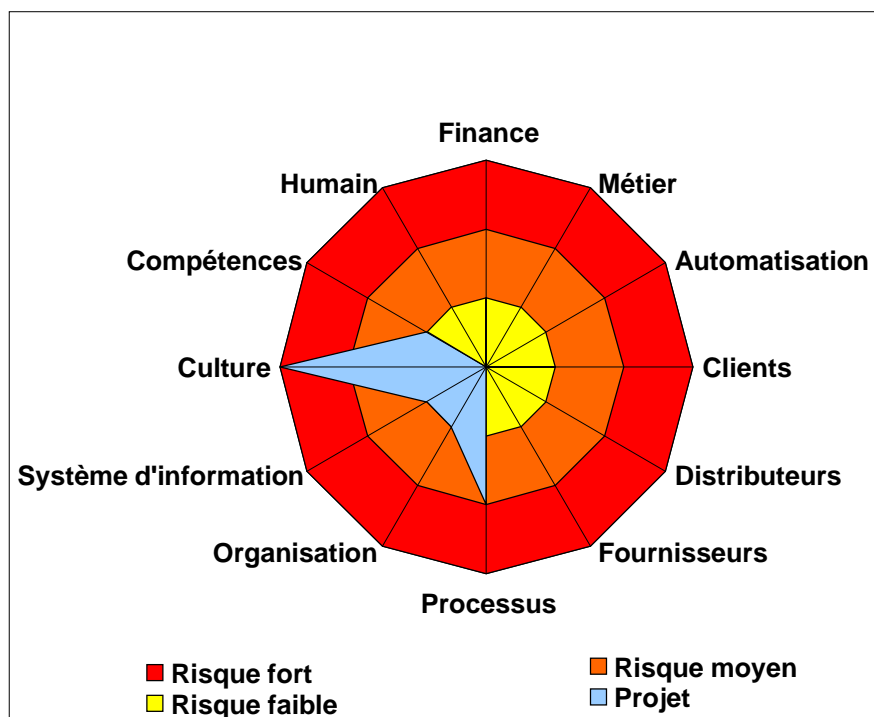 Finance
Humain
Métier
Compétences
Automatisation
Culture
Clients
Système d'information
Distributeurs
Organisation
Fournisseurs
Processus
Risque fort
Risque moyen
Risque faible
Projet